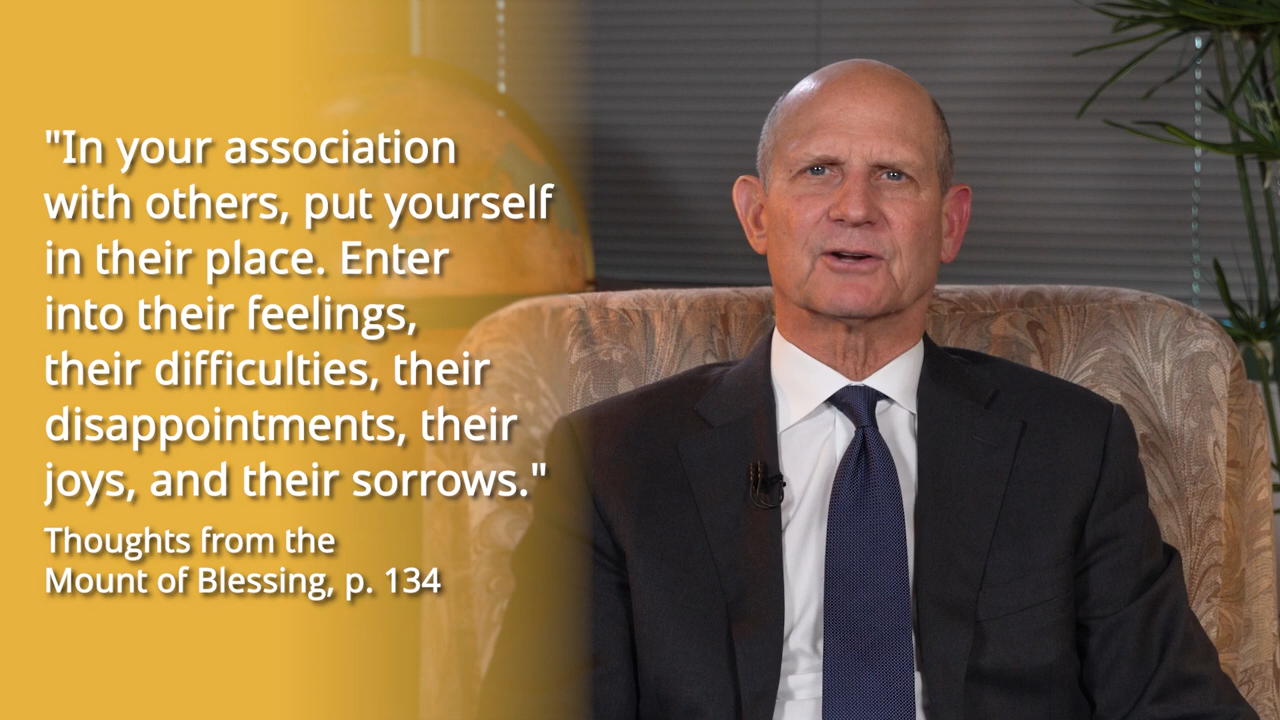 "In your association
with others, put yourself
in their place. Enter
into their feelings,
their difficulties, their
disappointments, their
joys, and their sorrows."
Thoughts from the
Mount of Blessing, p. 134